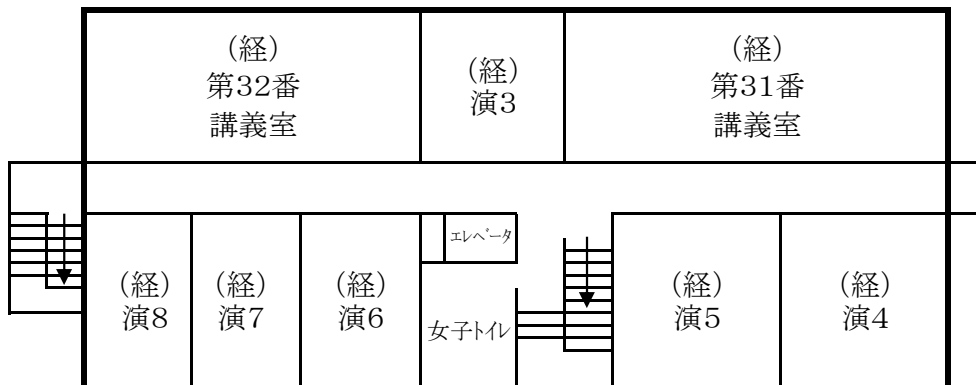 (経)
第32番
講義室
(経)
演3
(経)
第31番
講義室
エレベータ
(経)
演8
(経)
演7
(経)
演6
女子トイレ
(経)
演5
(経)
演4